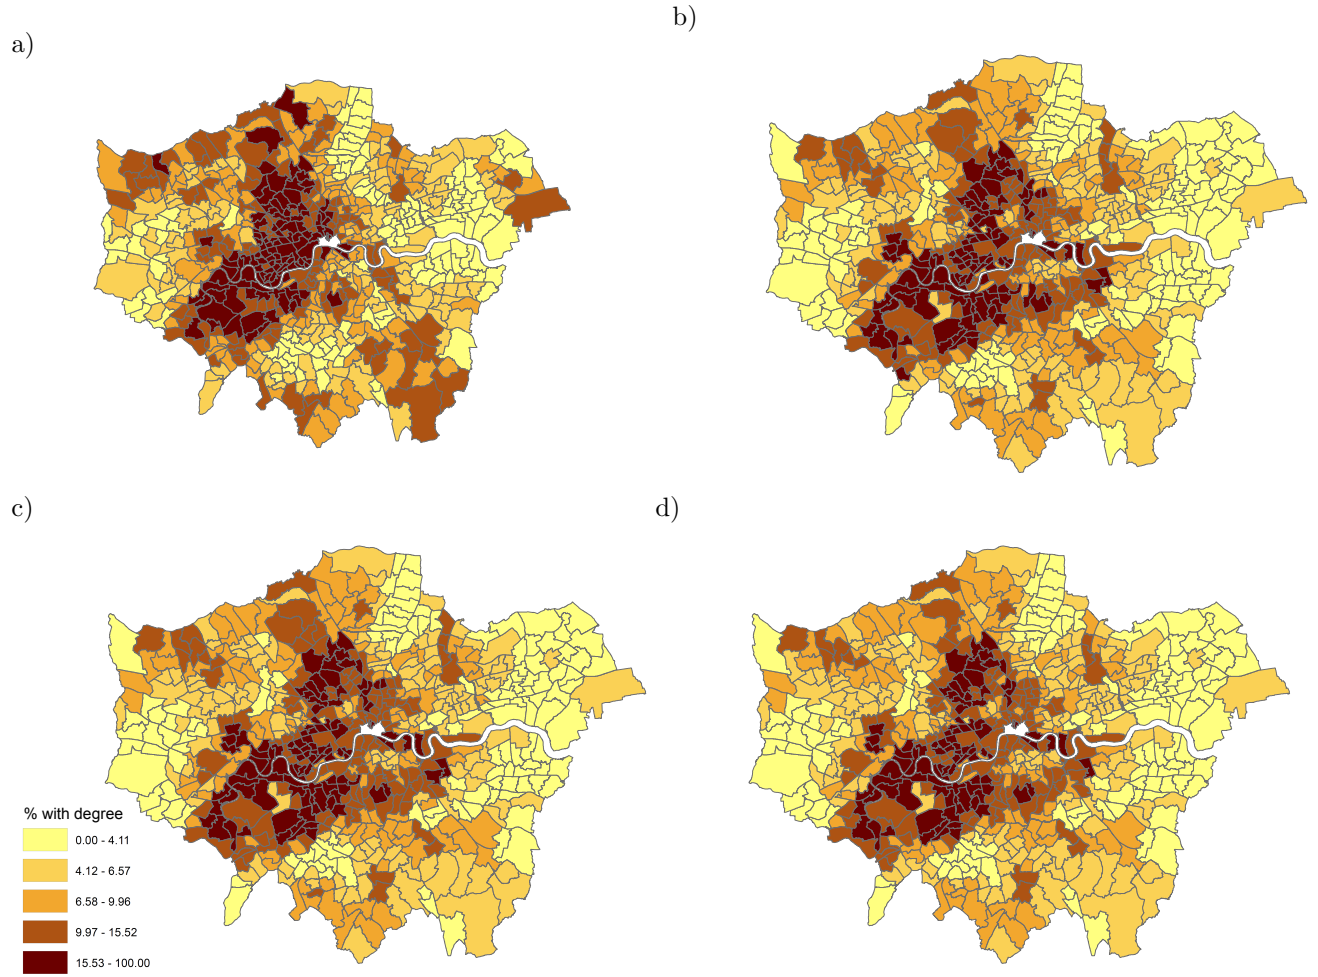 a)
b)
c)
d)
% with degree
0.00 - 4.11
4.12 - 6.57
6.58 - 9.96
9.97 - 15.52
15.53 - 100.00